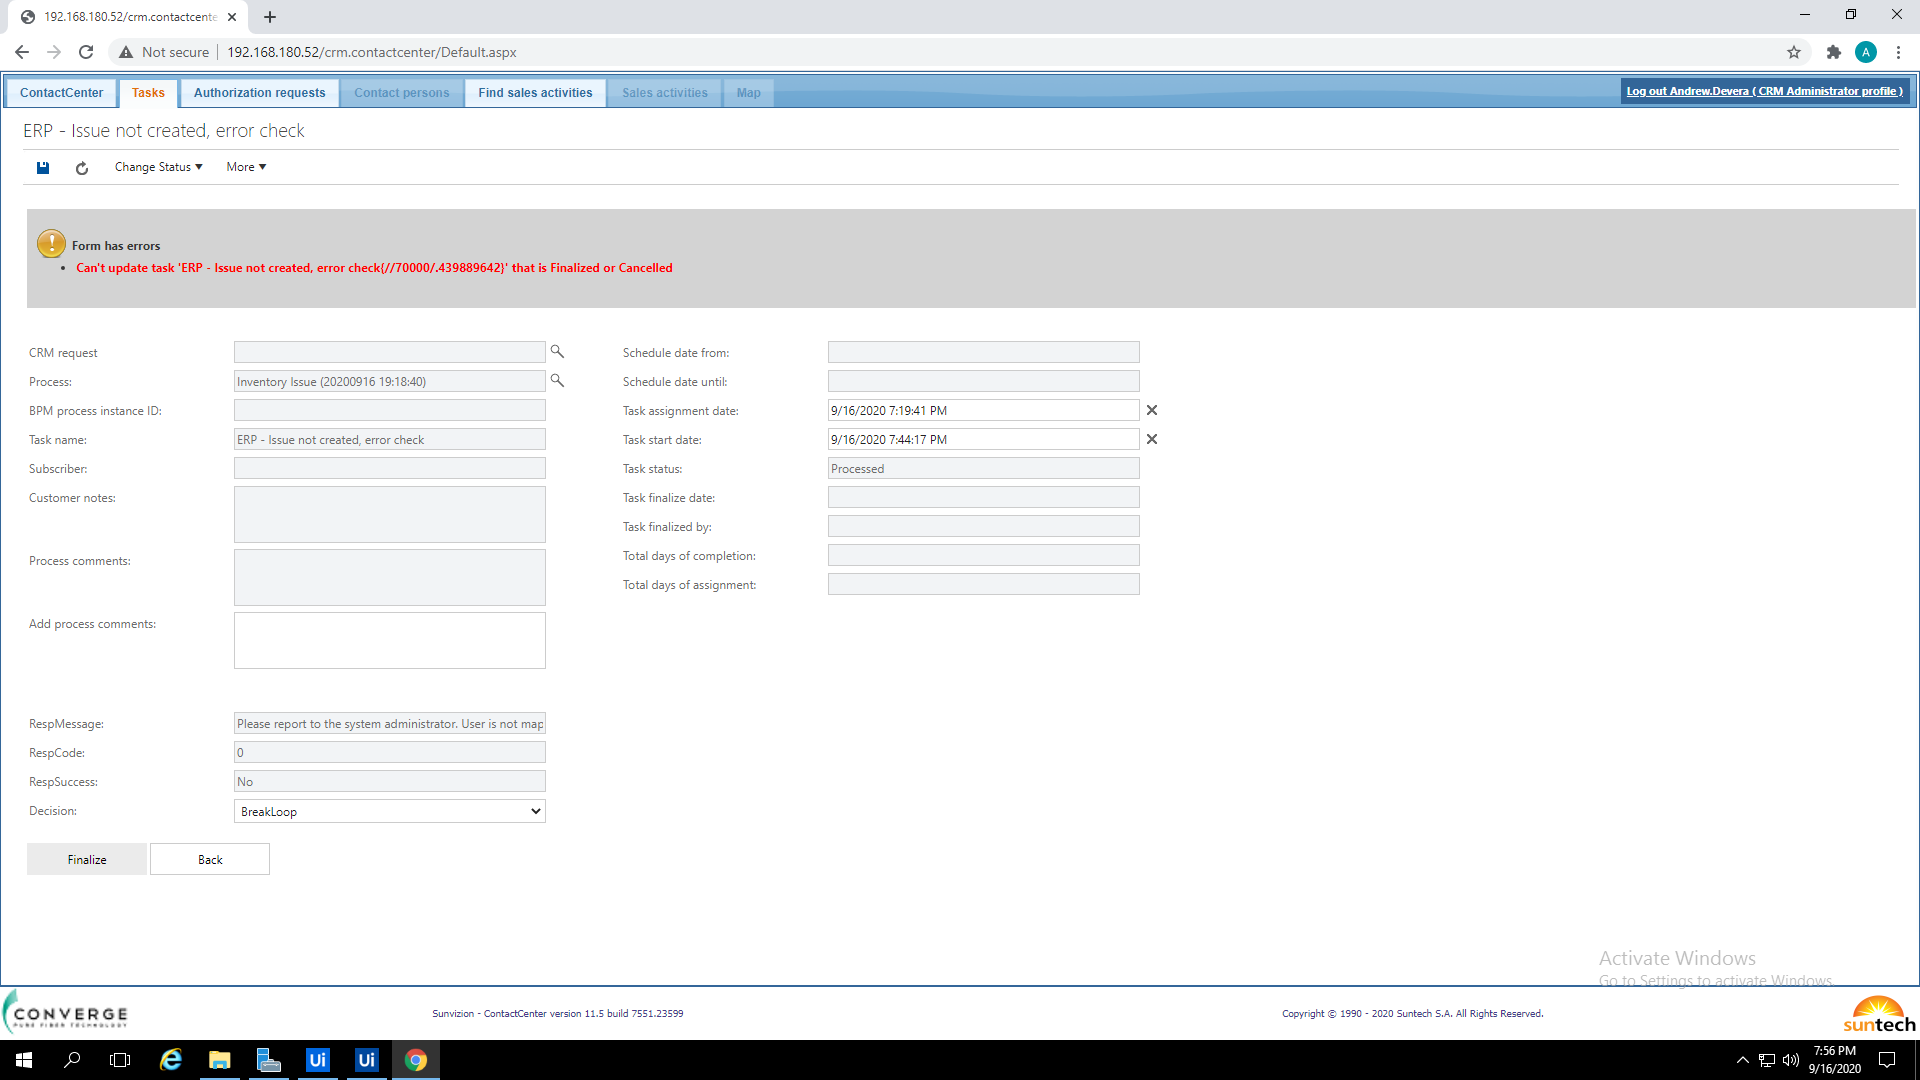 192.168.180.52/crm.contactcente
Not secure
192.168.180.52/crm.contactcenter/Default.aspx
A
ContactCenter
Tasks
Authorization requests
Contact persons
Find sales activities
Sales activities
Map
Log out Andrew.Devera ( CRM Administrator profile )
ERP - Issue not created, error check
Change Status
More
Form has errors
Can't update task 'ERP - Issue not created, error check{//70000/.439889642}' that is Finalized or Cancelled
CRM request
Process: Inventory Issue (20200916 19:18:40)
BPM process instance ID:
Task name: ERP - Issue not created, error check
Subscriber:
Customer notes:
Process comments:
Add process comments:
Schedule date from:
Schedule date until:
Task assignment date: 9/16/2020 7:19:41 PM
Task start date: 9/16/2020 7:44:17 PM
Task status: Processed
Task finalize date:
Task finalized by:
Total days of completion:
Total days of assignment:
RespMessage: Please report to the system administrator. User is not map
RespCode: 0
RespSuccess: No
Decision: BreakLoop
Finalize
Back
Activate Windows
Go to Settings to activate Windows.
CONVERGE
PURE FIBER TECHNOLOGY
Sunvizion - ContactCenter version 11.5 build 7551.23599
Copyright © 1990 - 2020 Suntech S.A. All Rights Reserved.
suntech
Ui
Ui
7:56 PM
9/16/2020